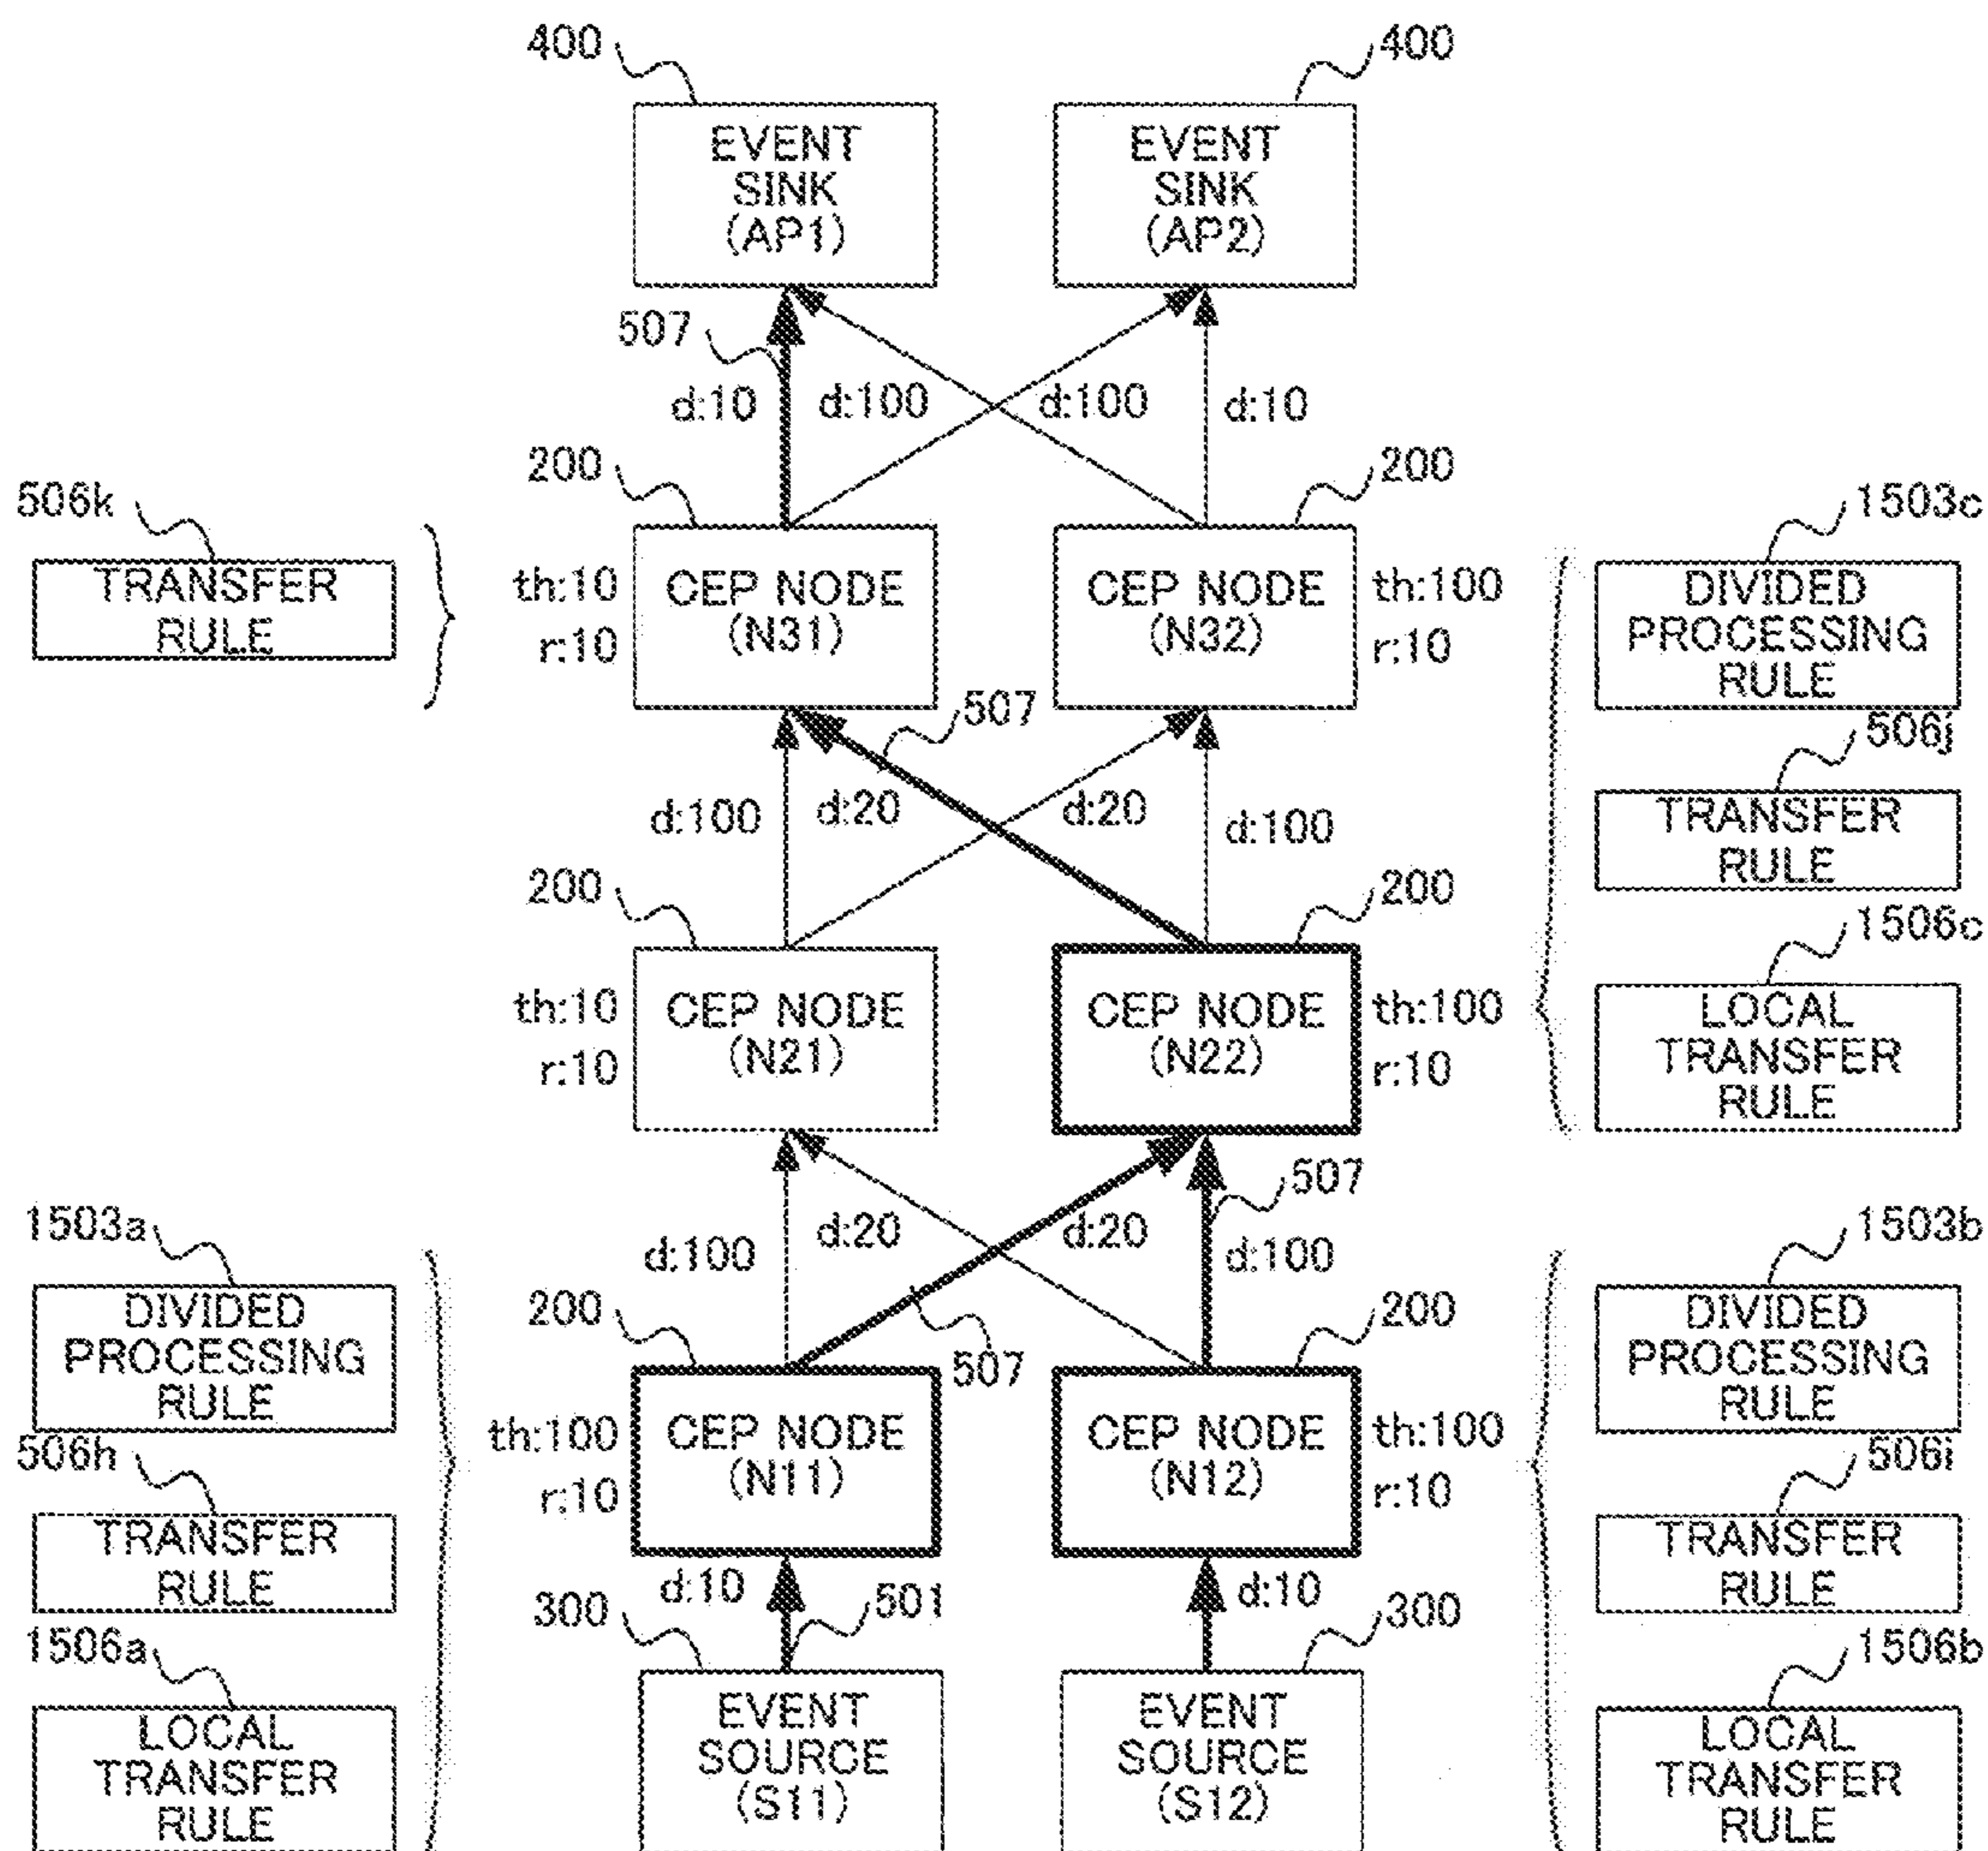 400
400
EVENT
SINK
(AP1)
EVENT
SINK
(AP2)
507
d:10
d:100
d:100
d:10
200
200
506k
1503c
TRANSFER
RULE
th:10
r:10
CEP NODE
(N31)
CEP NODE
(N32)
th:100
r:10
DIVIDED
PROCESSING
RULE
507
506j
d:100
d:20
d:20
d:100
TRANSFER
RULE
200
200
1506c
th:10
r:10
CEP NODE
(N21)
CEP NODE
(N22)
th:100
r:10
LOCAL
TRANSFER
RULE
507
1503a
1503b
d:100
d:20
d:20
d:100
DIVIDED
PROCESSING
RULE
200
507
200
DIVIDED
PROCESSING
RULE
506h
506i
th:100
r:10
CEP NODE
(N11)
CEP NODE
(N12)
th:100
r:10
TRANSFER
RULE
TRANSFER
RULE
d:10
d:10
300
501
300
1506a
1506b
LOCAL
TRANSFER
RULE
EVENT
SOURCE
(S11)
EVENT
SOURCE
(S12)
LOCAL
TRANSFER
RULE